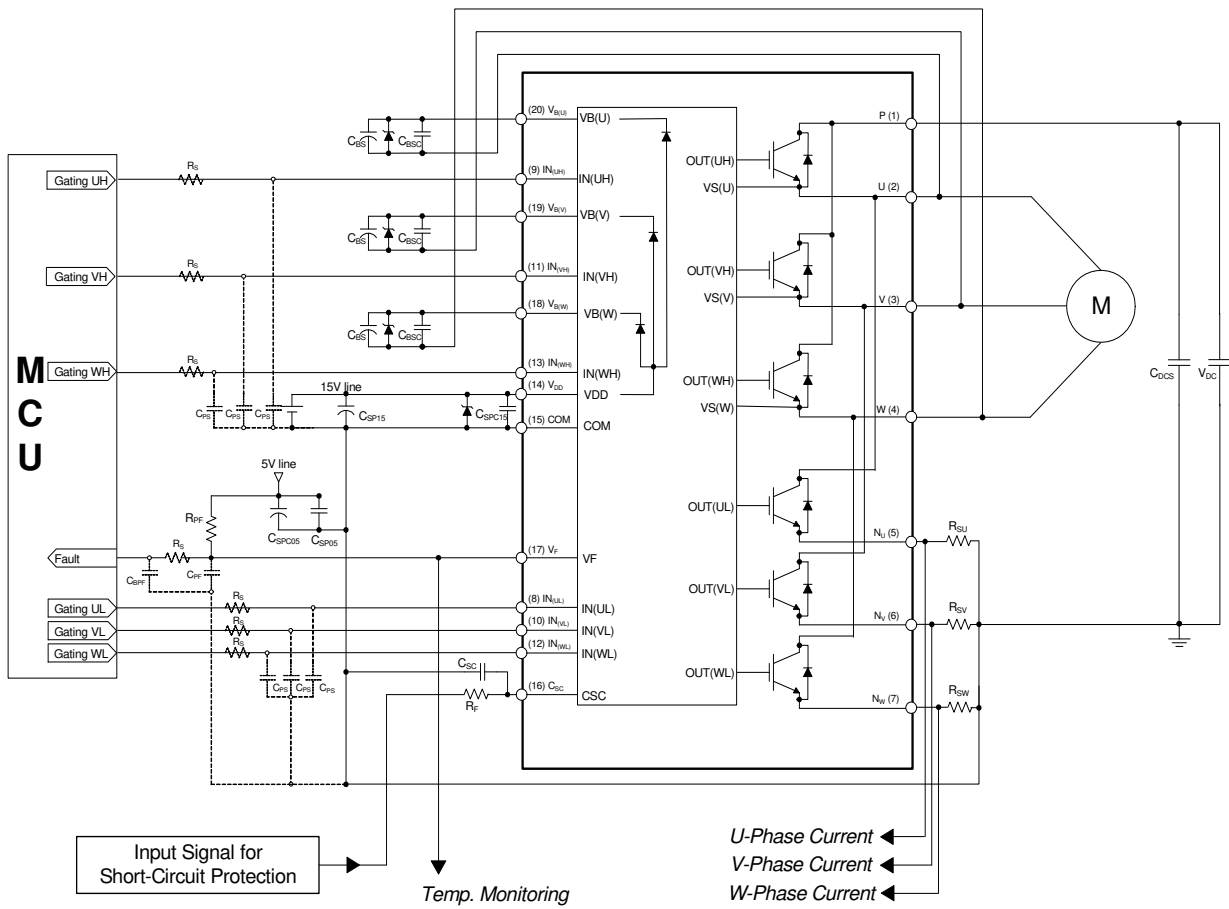 P (1)
(20) VB(U)
VB(U)
CBS
CBSC
OUT(UH)
Gating UH
RS
(9) IN(UH)
IN(UH)
VS(U)
U (2)
(19) VB(V)
VB(V)
CBS
CBSC
Gating VH
RS
(11) IN(VH)
IN(VH)
OUT(VH)
VS(V)
V (3)
M
(18) VB(W)
VB(W)
CBS
CBSC
MCU
Gating WH
RS
(13) IN(WH)
IN(WH)
OUT(WH)
CDCS
VDC
15V line
(14) VDD
VDD
VS(W)
W (4)
CPS
CPS
CPS
CSP15
CSPC15
(15) COM
COM
5V line
RPF
CSPC05
CSP05
OUT(UL)
NU (5)
RSU
Fault
RS
(17) VF
VF
CBPF
CPF
OUT(VL)
Gating UL
RS
(8) IN(UL)
IN(UL)
Gating VL
RS
(10) IN(VL)
IN(VL)
NV (6)
RSV
Gating WL
RS
(12) IN(WL)
IN(WL)
OUT(WL)
CPS
CPS
CPS
CSC
RF
(16) CSC
CSC
NW (7)
RSW
Input Signal for
Short-Circuit Protection
Temp. Monitoring
U-Phase Current
V-Phase Current
W-Phase Current